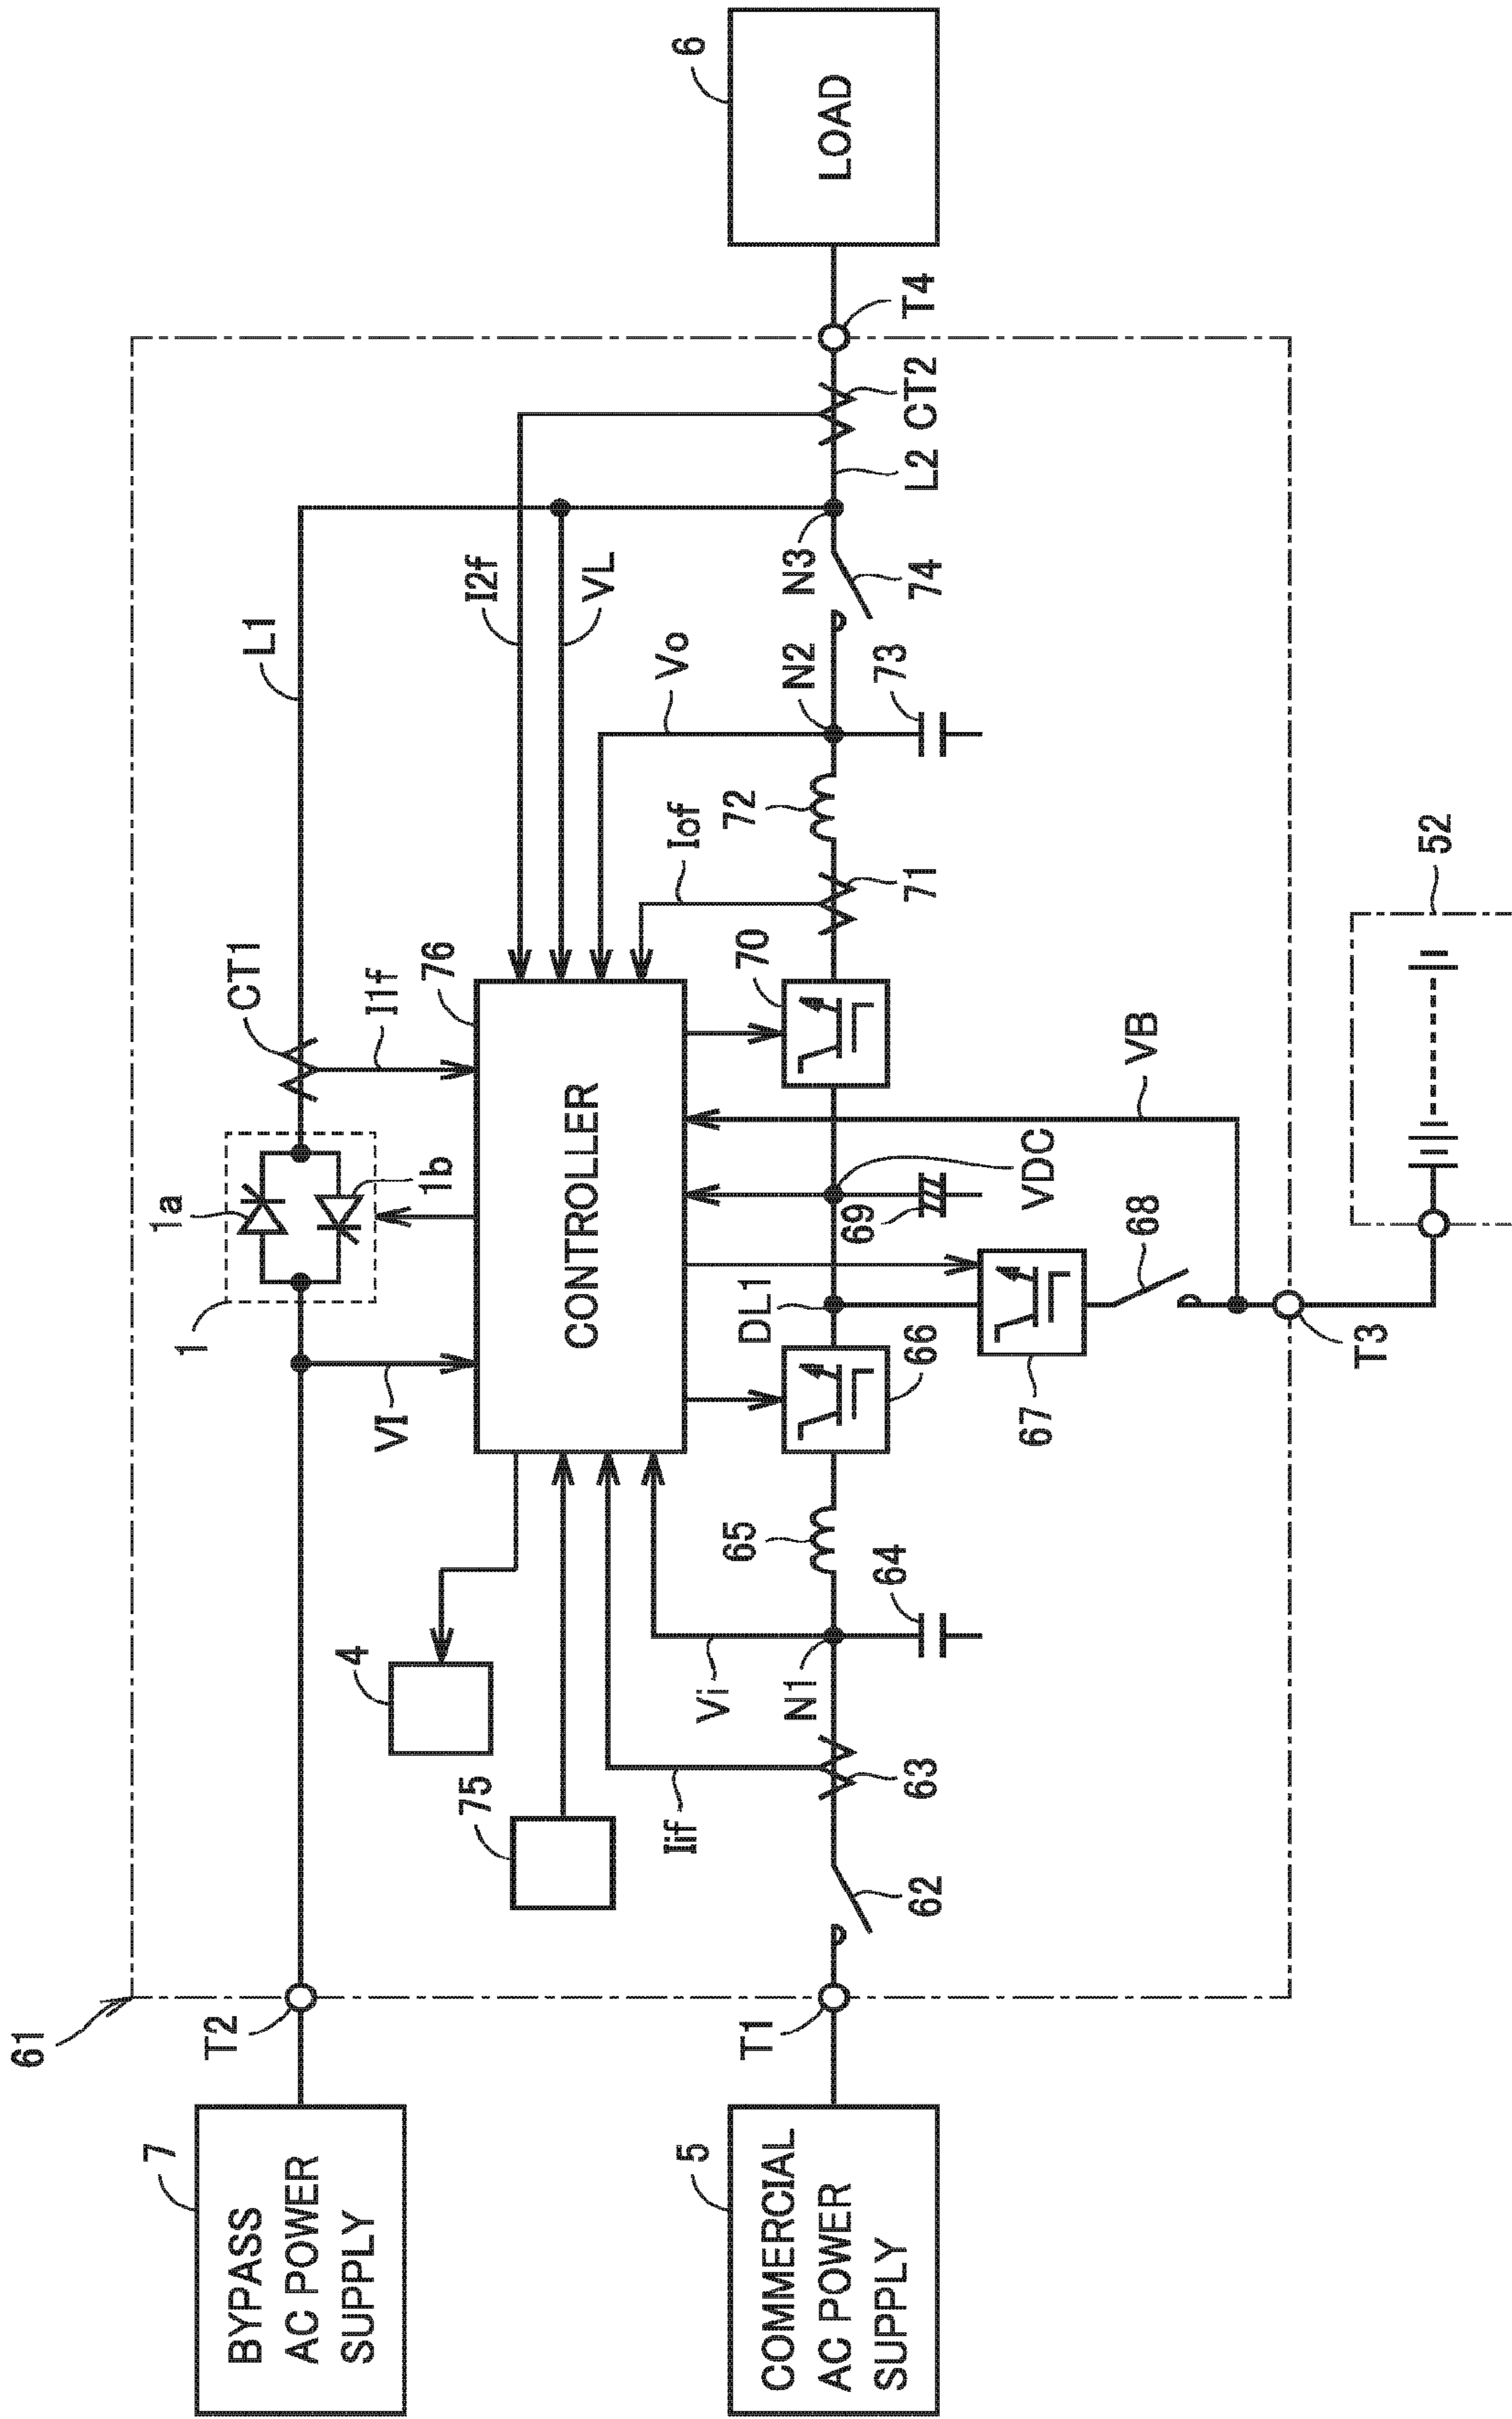 61
7
BYPASS
AC POWER
SUPPLY
T2
VI
1
1a
1b
CT1
I1f
L1
4
75
CONTROLLER
76
I2f
VL
Vo
Iof
Iif
Vi
5
COMMERCIAL
AC POWER
SUPPLY
T1
62
63
N1
64
65
66
DL1
67
68
69
VDC
VB
70
71
72
N2
73
N3
74
L2
CT2
T4
6
LOAD
T3
52